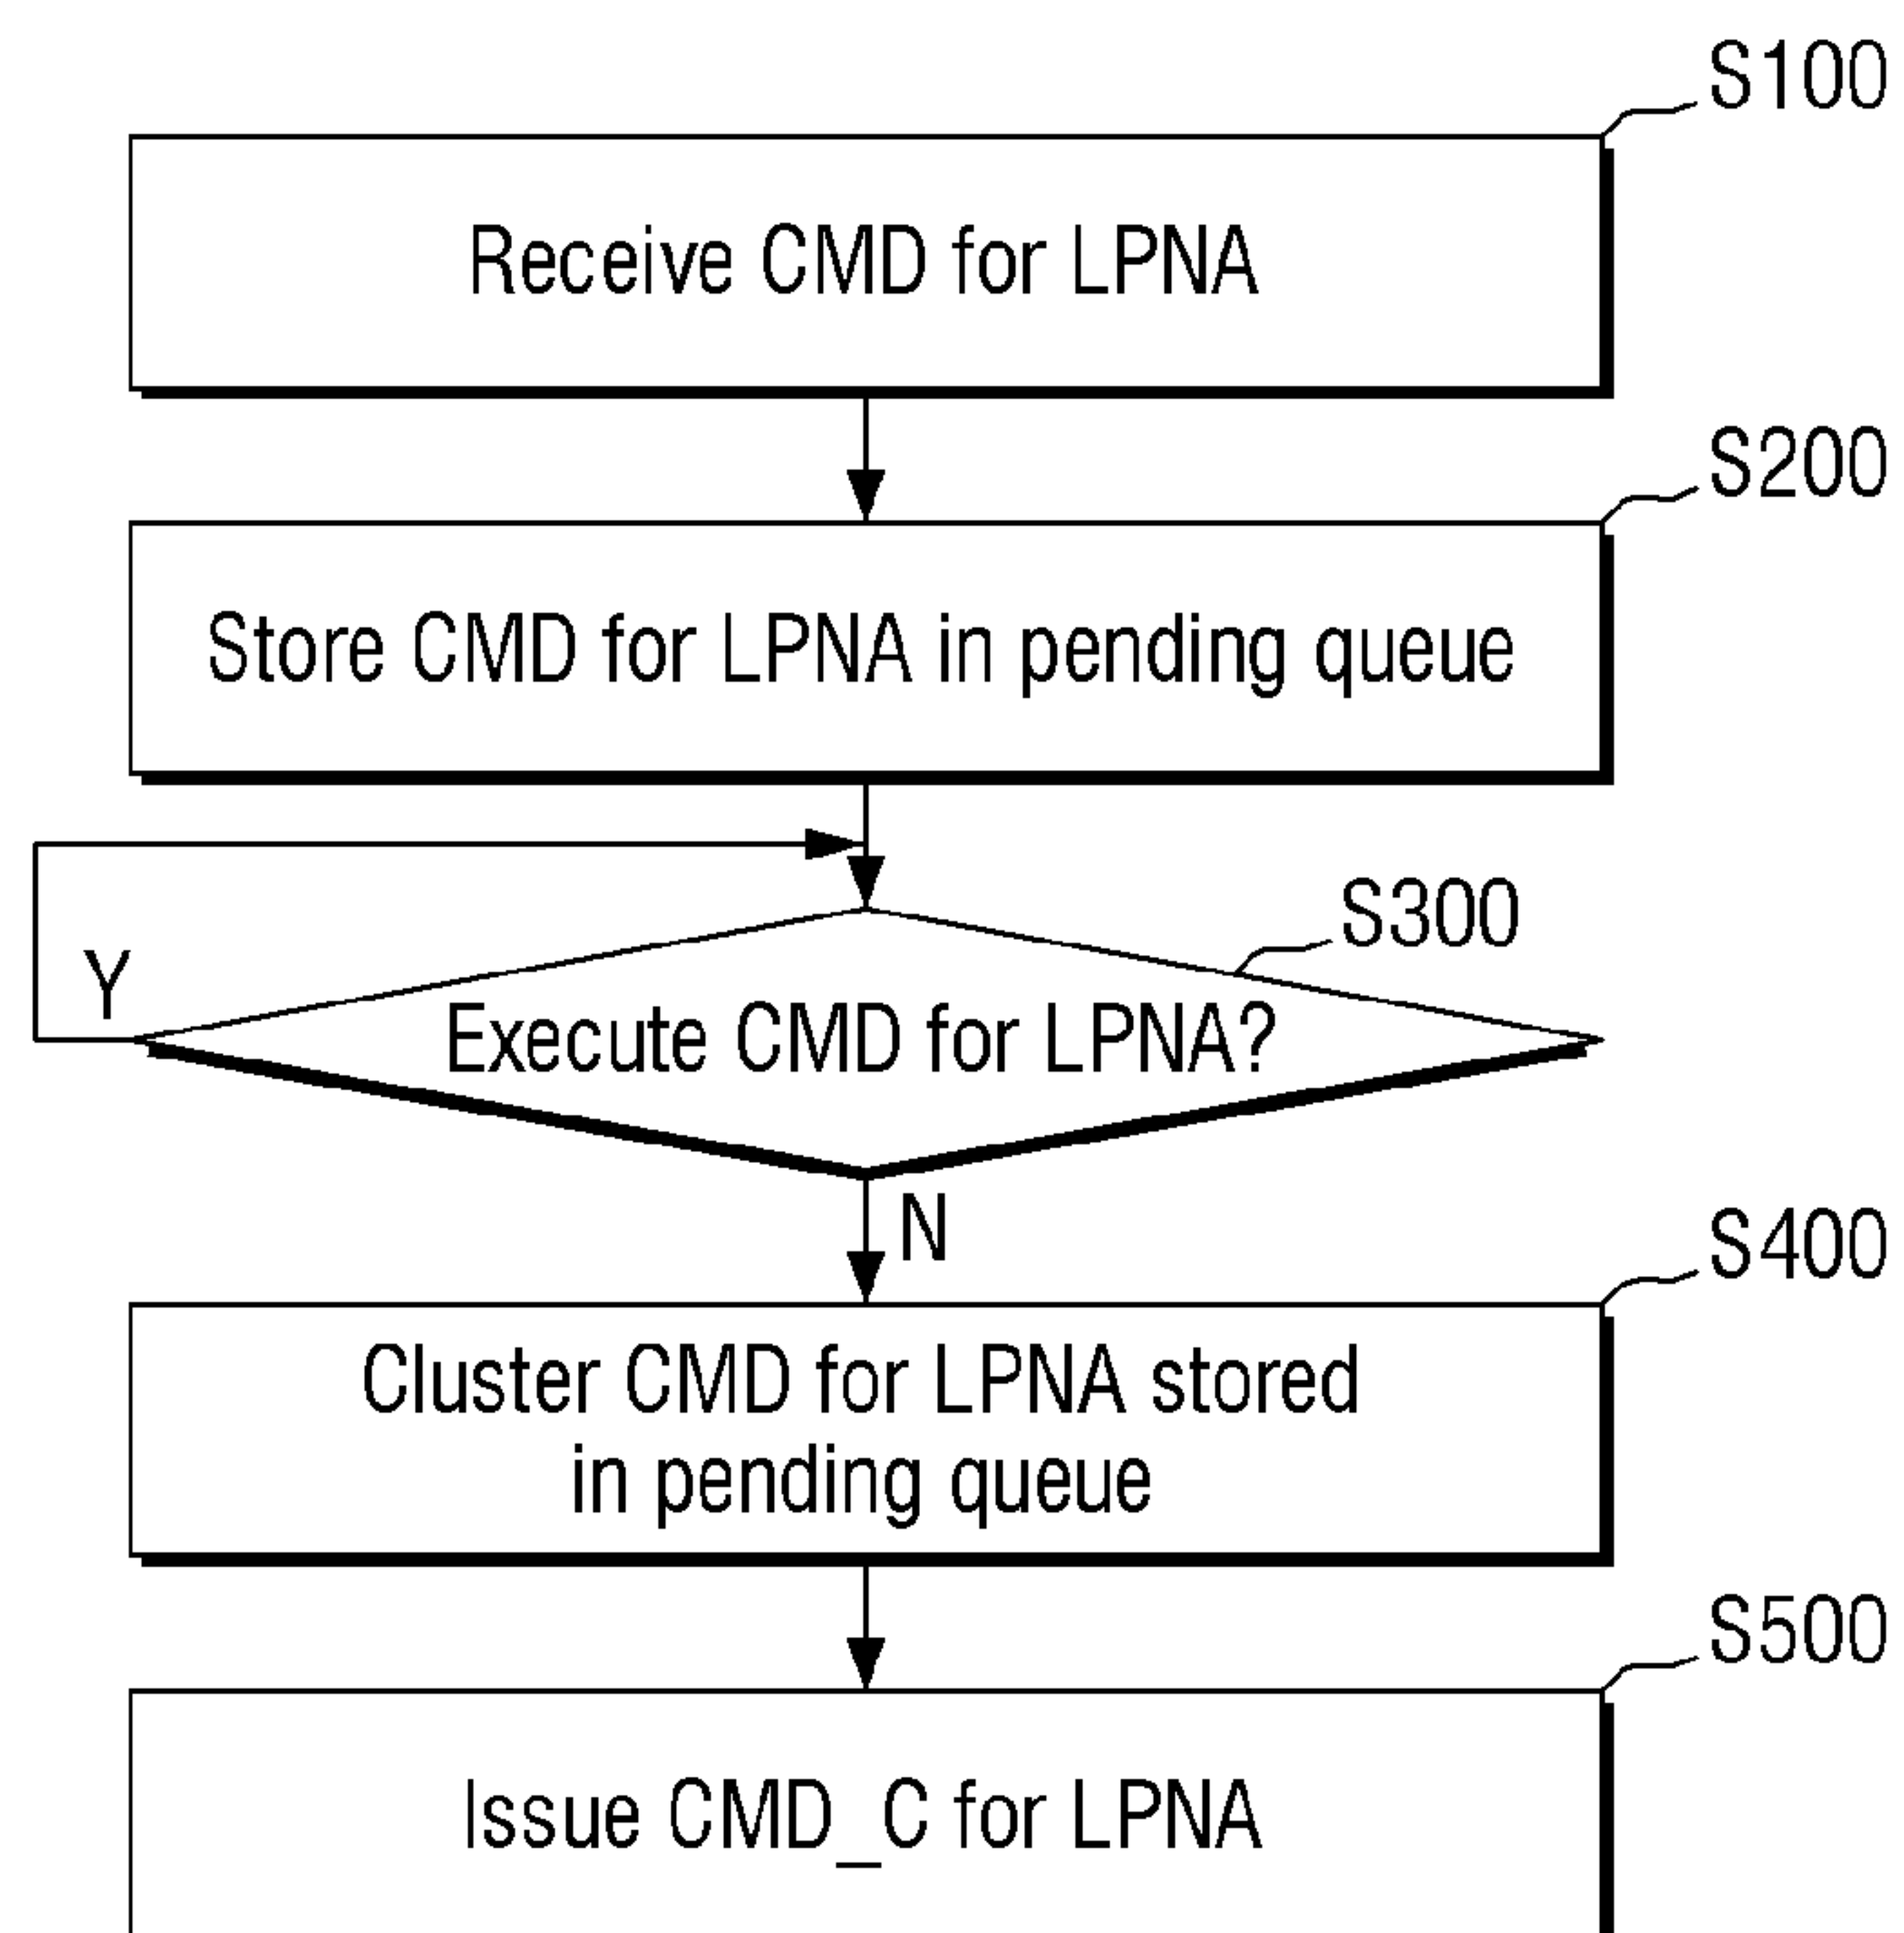 S100
Receive CMD for LPNA
S200
Store CMD for LPNA in pending queue
S300
Y
Execute CMD for LPNA?
N
S400
Cluster CMD for LPNA stored
in pending queue
S500
Issue CMD_C for LPNA